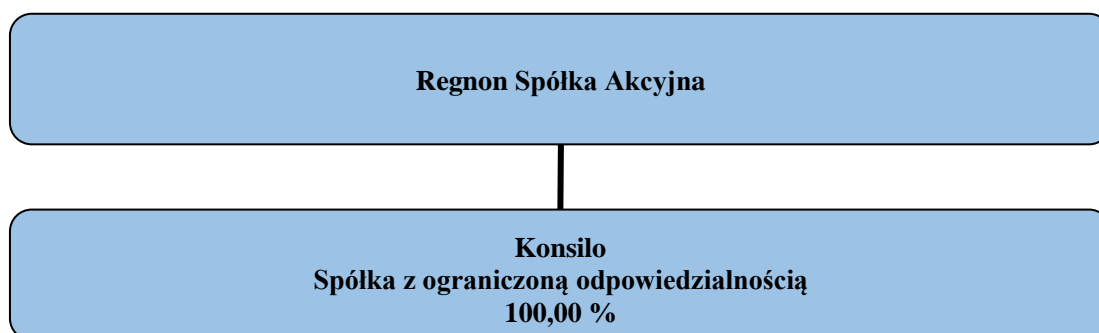 Regnon Spółka Akcyjna
Konsilo
Spółka z ograniczoną odpowiedzialnością
100,00 %